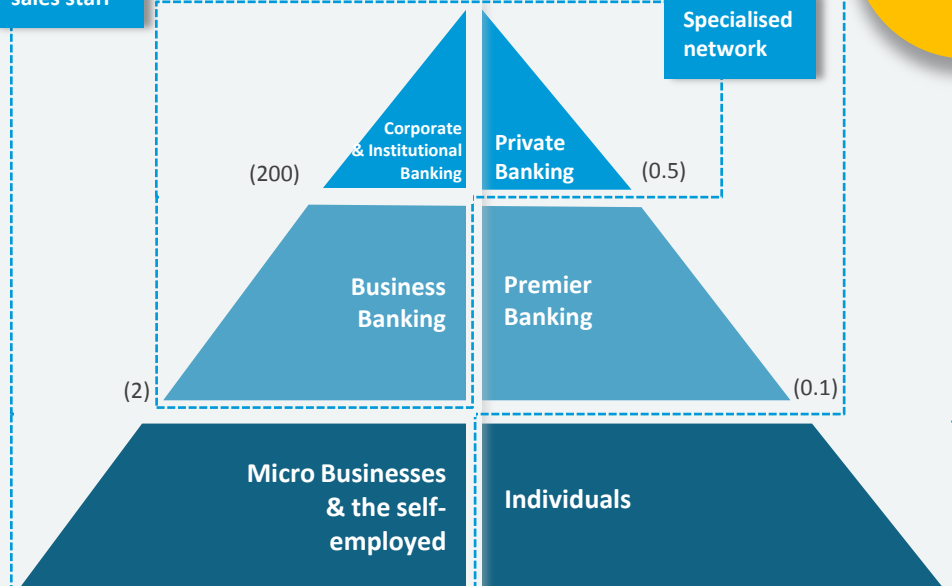 sales staff
Specialised
network
Corporate
& Institutional
Banking
Private
Banking
(200)
(0.5)
Business
Banking
Premier
Banking
(2)
(0.1)
Micro Businesses
& the self-
employed
Individuals